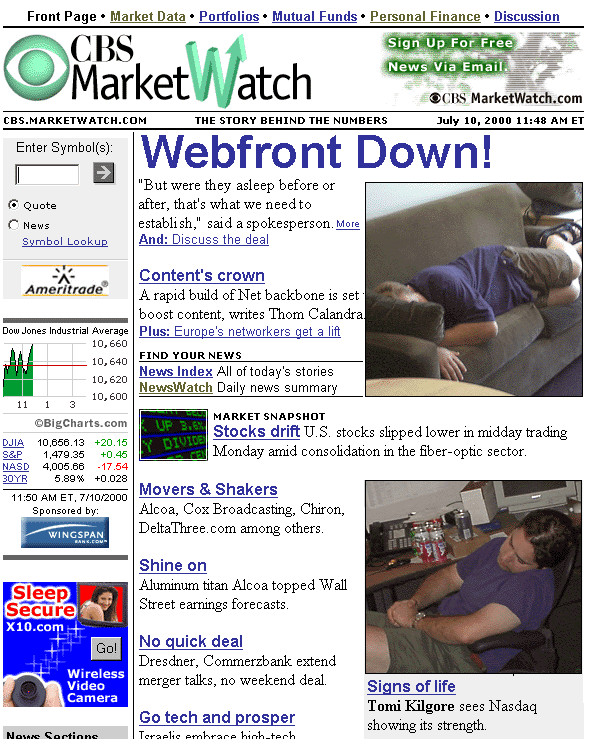 Front Page • Market Data • Portfolios • Mutual Funds • Personal Finance • Discussion
CBS
MarketWatch
Sign Up For Free
News Via Email.
CBS MarketWatch.com
CBS.MARKETWATCH.COM
THE STORY BEHIND THE NUMBERS
July 10, 2000 11:48 AM ET
Enter Symbol(s):
Quote
News
Symbol Lookup
Ameritrade®
Dow Jones Industrial Average
10,660
10,640
10,620
10,600
11 1 3
©BigCharts.com
DJIA 10,656.13 +20.15
S&P 1,479.35 +0.45
NASD 4,005.66 -17.54
30YR 5.89% +0.028
11:50 AM ET, 7/10/2000
Sponsored by:
WINGSPAN
BANK.COM
Sleep
Secure
X10.com
Go!
Wireless
Video
Camera
News Sections
Webfront Down!
"But were they asleep before or
after, that's what we need to
establish," said a spokesperson. More
And: Discuss the deal
Content's crown
A rapid build of Net backbone is set
boost content, writes Thom Calandra.
Plus: Europe's networkers get a lift
FIND YOUR NEWS
News Index All of today's stories
NewsWatch Daily news summary
UP 3.6
Y DIVIDEN
MARKET SNAPSHOT
Stocks drift U.S. stocks slipped lower in midday trading
Monday amid consolidation in the fiber-optic sector.
Movers & Shakers
Alcoa, Cox Broadcasting, Chiron,
DeltaThree.com among others.
Shine on
Aluminum titan Alcoa topped Wall
Street earnings forecasts.
No quick deal
Dresdner, Commerzbank extend
merger talks, no weekend deal.
Go tech and prosper
Israelis embrace high-tech
Signs of life
Tomi Kilgore sees Nasdaq
showing its strength.